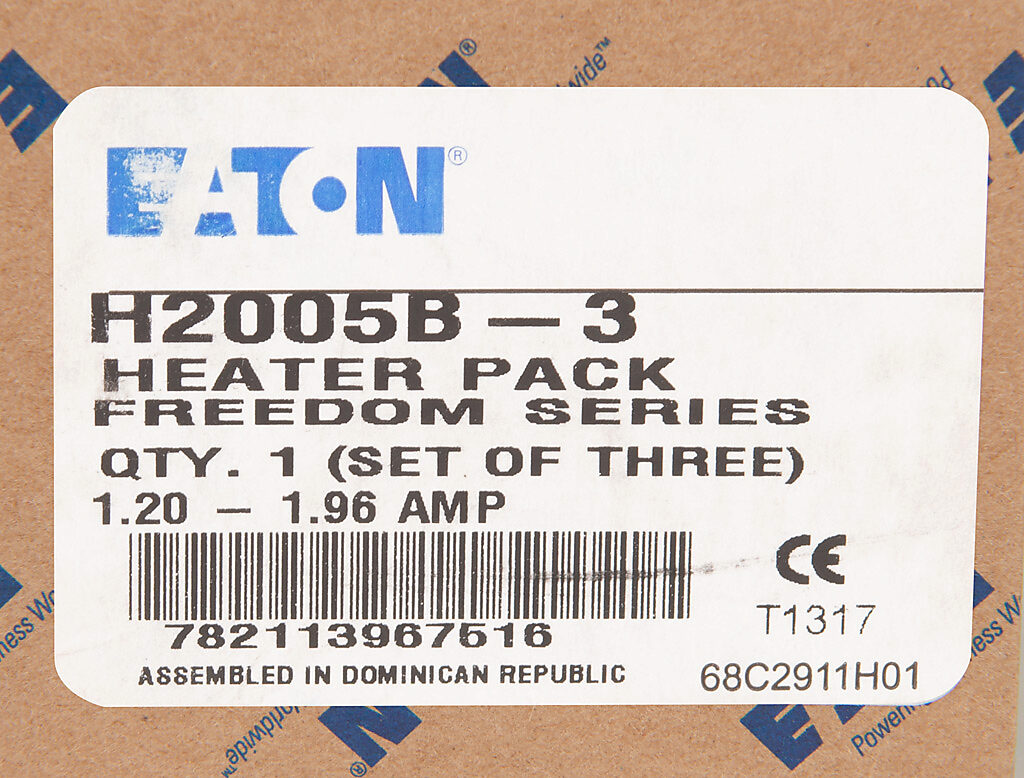 EATON®
H2005B - 3
HEATER PACK
FREEDOM SERIES
QTY. 1 (SET OF THREE)
1.20 - 1.96 AMP
782113967516
CE
T1317
ASSEMBLED IN DOMINICAN REPUBLIC
68C2911H01